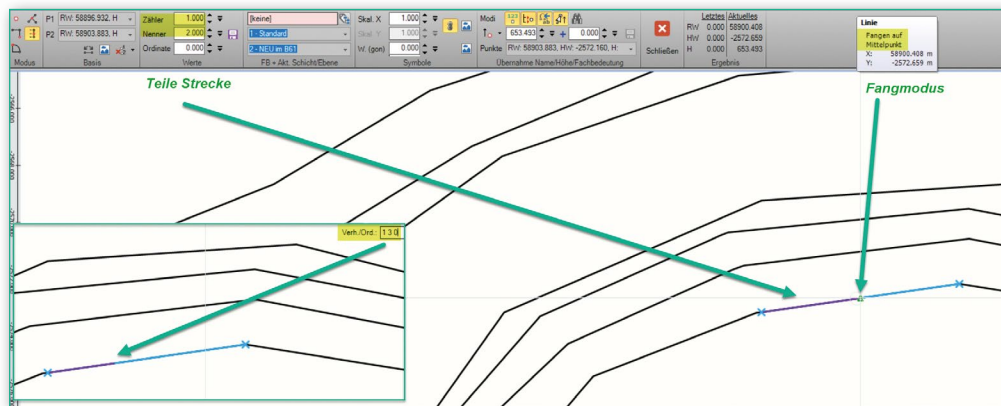 P1 RW: 58896.932, H Zähler 1.000 [keine] Skal. X 1.000 Modi Letztes Aktuelles
P2 RW: 58903.883, H Nenner 2.000 1 - Standard Skal. Y 1.000 653.493 + 0.000 Schließen RW 0.000 58900.408
Ordinate 0.000 2 - NEU im B61 W. (gon) 0.000 Punkte RW: 58903.883, HW: -2572.160, H: HW 0.000 -2572.659
H 0.000 653.493
Modus Basis Werte FB + Akt. Schicht/Ebene Symbole Übernahme Name/Höhe/Fachbedeutung Ergebnis
Linie
Fangen auf
Mittelpunkt
X: 58900.408 m
Y: -2572.659 m
Teile Strecke
Fangmodus
Verh./Ord.: 1 3 0